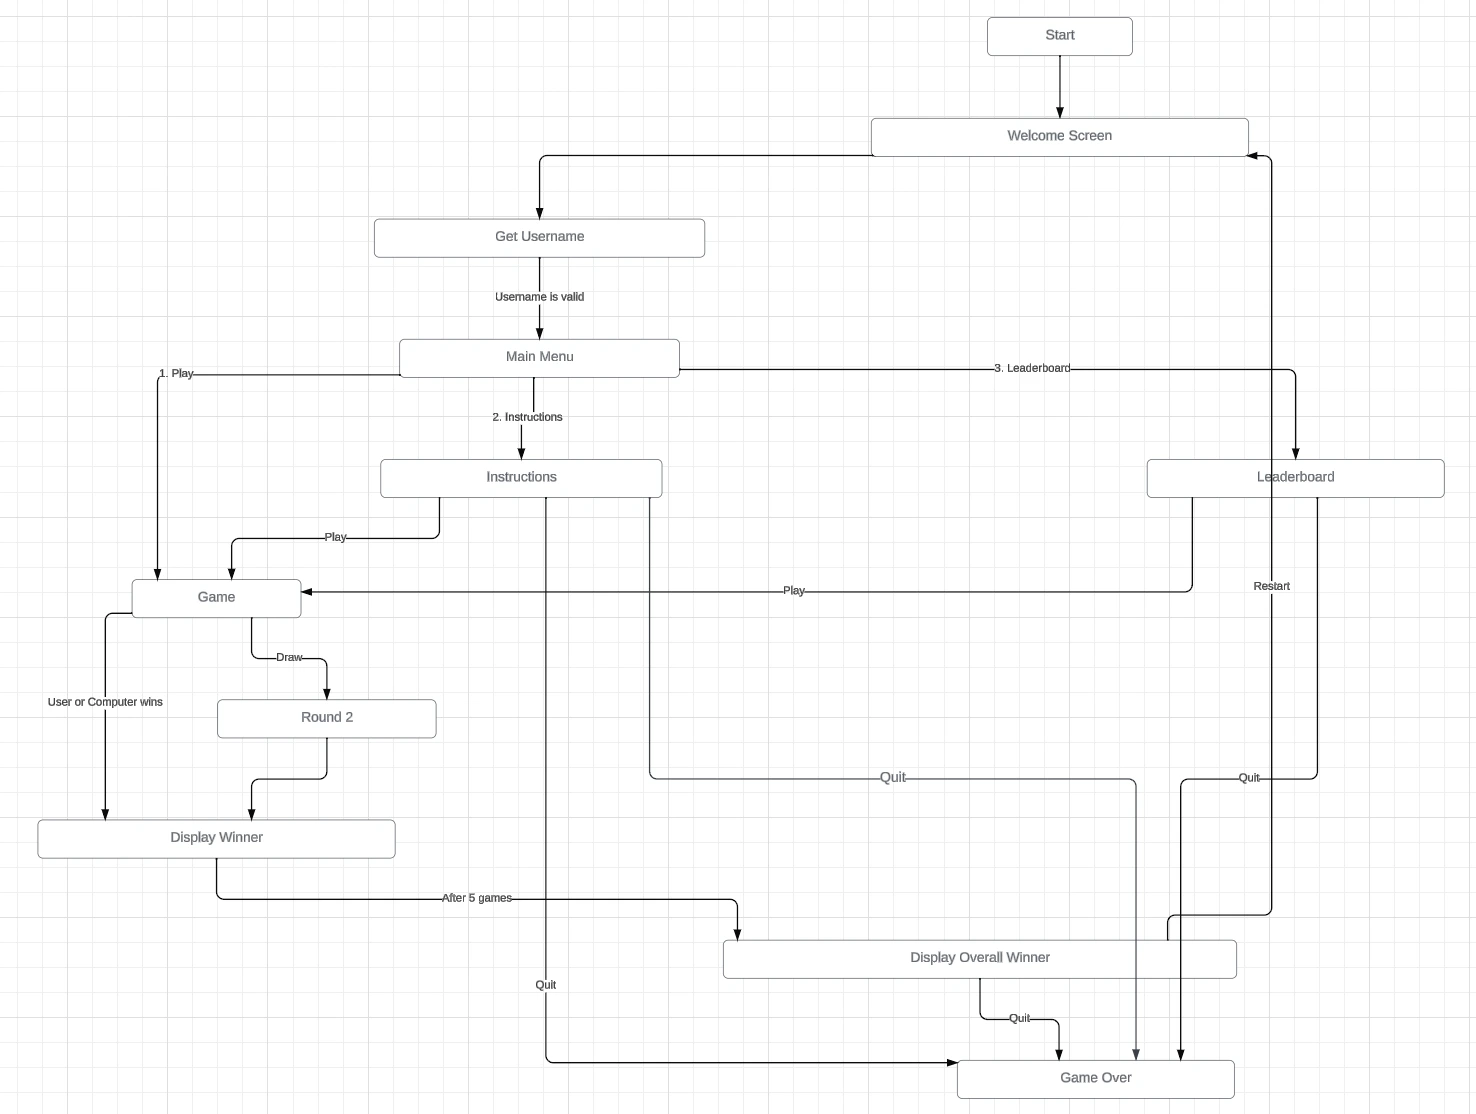 Start
Welcome Screen
Get Username
Username is valid
Main Menu
1. Play
3. Leaderboard
2. Instructions
Instructions
Leaderboard
Play
Play
Restart
Game
Draw
User or Computer wins
Round 2
Quit
Quit
Display Winner
After 5 games
Display Overall Winner
Quit
Quit
Game Over